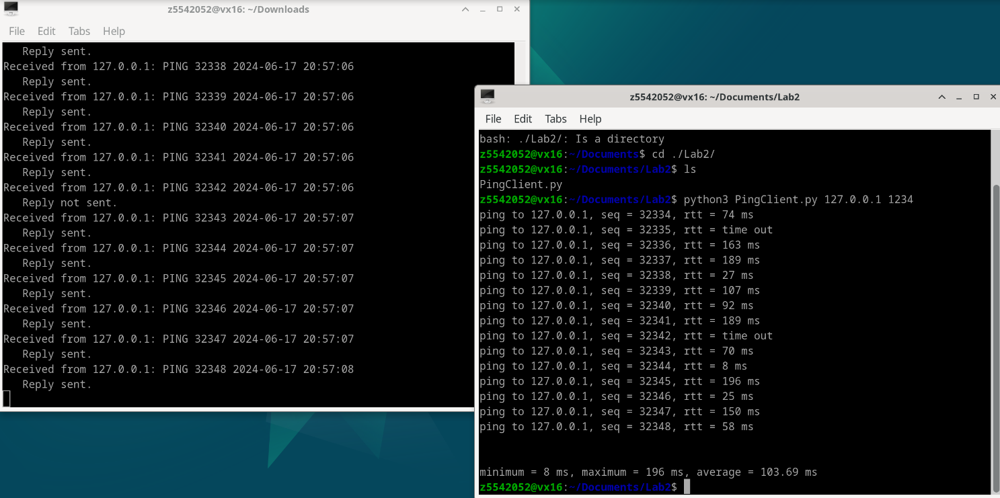 z5542052@vx16: ~/Downloads
File Edit Tabs Help
   Reply sent.
Received from 127.0.0.1: PING 32338 2024-06-17 20:57:06
   Reply sent.
Received from 127.0.0.1: PING 32339 2024-06-17 20:57:06
   Reply sent.
Received from 127.0.0.1: PING 32340 2024-06-17 20:57:06
   Reply sent.
Received from 127.0.0.1: PING 32341 2024-06-17 20:57:06
   Reply sent.
Received from 127.0.0.1: PING 32342 2024-06-17 20:57:06
   Reply not sent.
Received from 127.0.0.1: PING 32343 2024-06-17 20:57:07
   Reply sent.
Received from 127.0.0.1: PING 32344 2024-06-17 20:57:07
   Reply sent.
Received from 127.0.0.1: PING 32345 2024-06-17 20:57:07
   Reply sent.
Received from 127.0.0.1: PING 32346 2024-06-17 20:57:07
   Reply sent.
Received from 127.0.0.1: PING 32347 2024-06-17 20:57:07
   Reply sent.
Received from 127.0.0.1: PING 32348 2024-06-17 20:57:08
   Reply sent.
z5542052@vx16: ~/Documents/Lab2
File Edit Tabs Help
bash: ./Lab2/: Is a directory
z5542052@vx16:~/Documents$ cd ./Lab2/
z5542052@vx16:~/Documents/Lab2$ ls
PingClient.py
z5542052@vx16:~/Documents/Lab2$ python3 PingClient.py 127.0.0.1 1234
ping to 127.0.0.1, seq = 32334, rtt = 74 ms
ping to 127.0.0.1, seq = 32335, rtt = time out
ping to 127.0.0.1, seq = 32336, rtt = 163 ms
ping to 127.0.0.1, seq = 32337, rtt = 189 ms
ping to 127.0.0.1, seq = 32338, rtt = 27 ms
ping to 127.0.0.1, seq = 32339, rtt = 107 ms
ping to 127.0.0.1, seq = 32340, rtt = 92 ms
ping to 127.0.0.1, seq = 32341, rtt = 189 ms
ping to 127.0.0.1, seq = 32342, rtt = time out
ping to 127.0.0.1, seq = 32343, rtt = 70 ms
ping to 127.0.0.1, seq = 32344, rtt = 8 ms
ping to 127.0.0.1, seq = 32345, rtt = 196 ms
ping to 127.0.0.1, seq = 32346, rtt = 25 ms
ping to 127.0.0.1, seq = 32347, rtt = 150 ms
ping to 127.0.0.1, seq = 32348, rtt = 58 ms
minimum = 8 ms, maximum = 196 ms, average = 103.69 ms
z5542052@vx16:~/Documents/Lab2$